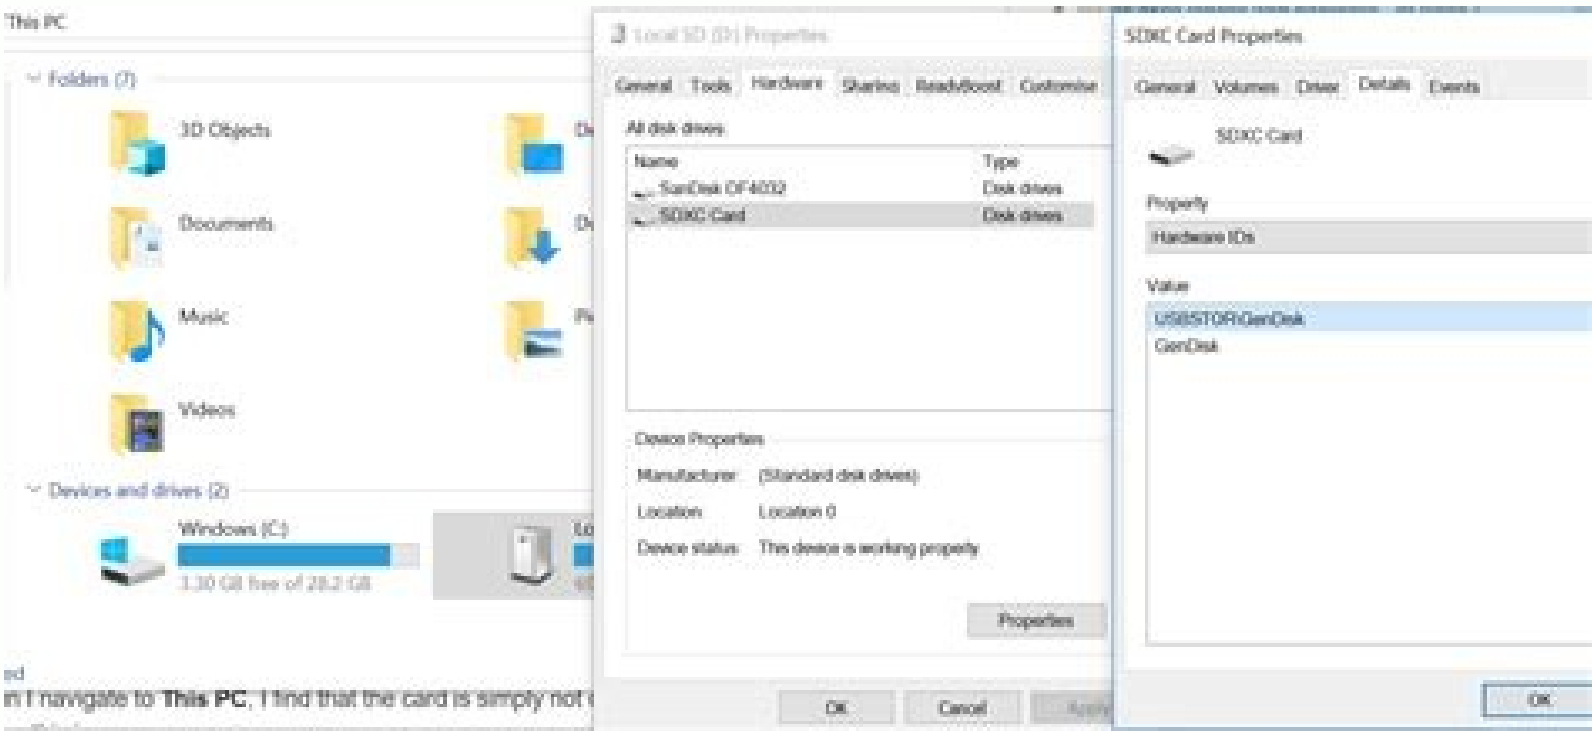 This PC
Folders (7)
3D Objects
Documents
Music
Videos
Devices and drives (2)
Windows (C:)
3.30 GB free of 28.2 GB
n I navigate to This PC, I find that the card is simply not
Local SD (D:) Properties
General Tools Hardware Sharing ReadyBoost Customise
All disk drives
Name Type
SanDisk DF4032 Disk drives
SDXC Card Disk drives
Device Properties
Manufacturer (Standard disk drives)
Location Location 0
Device status This device is working properly
Properties
OK Cancel Apply
SDXC Card Properties
General Volumes Driver Details Events
SDXC Card
Property
Hardware IDs
Value
USBSTOR\GenDisk
GenDisk
OK